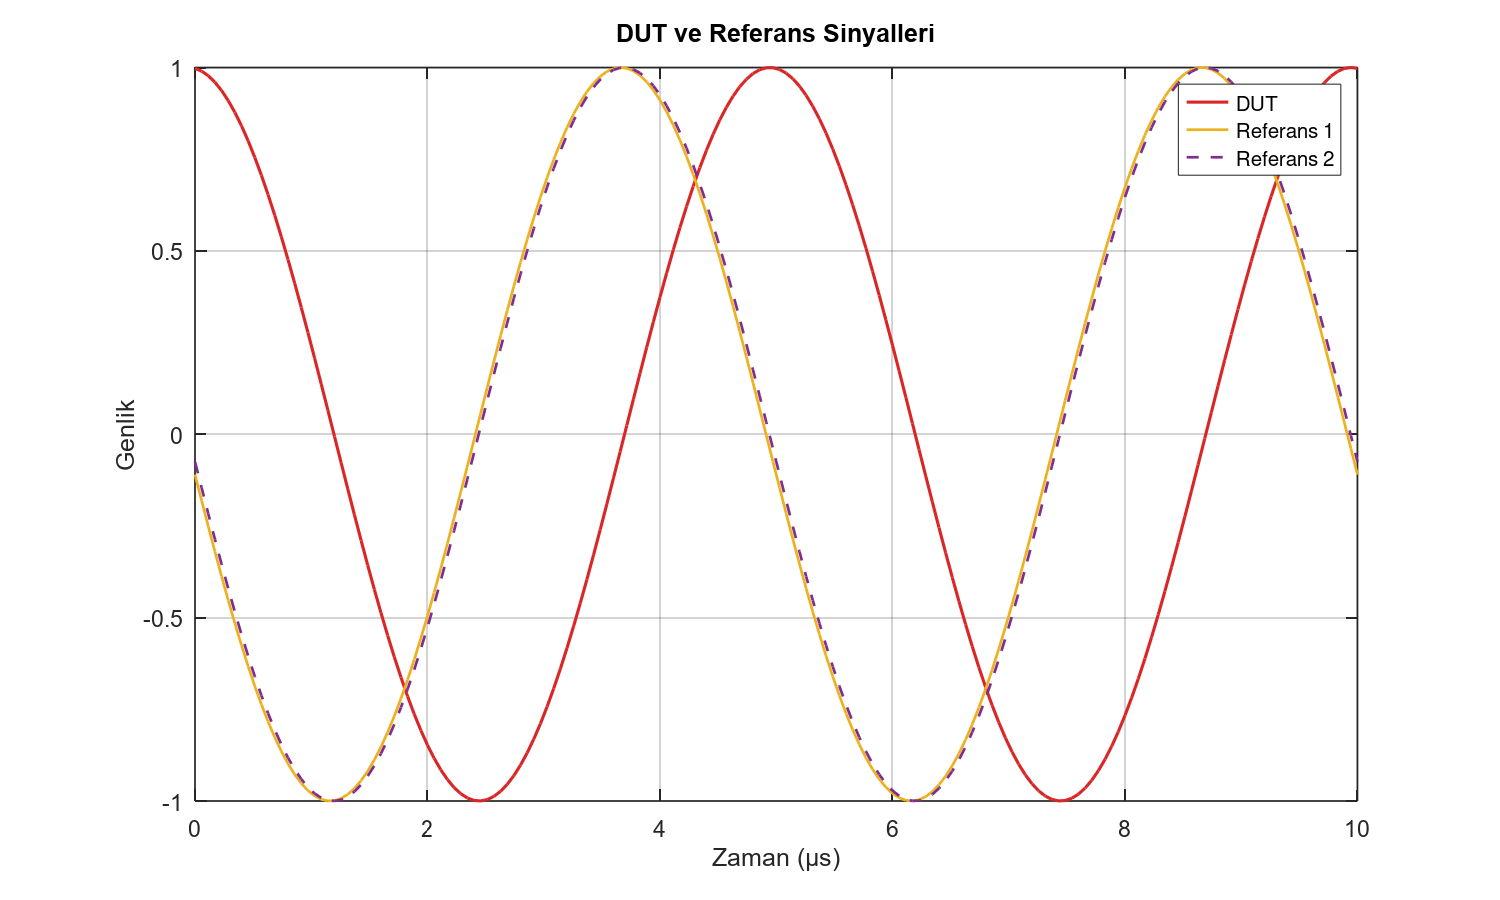 DUT ve Referans Sinyalleri
DUT
Referans 1
Referans 2
1
0.5
0
-0.5
-1
Genlik
0 2 4 6 8 10
Zaman (µs)